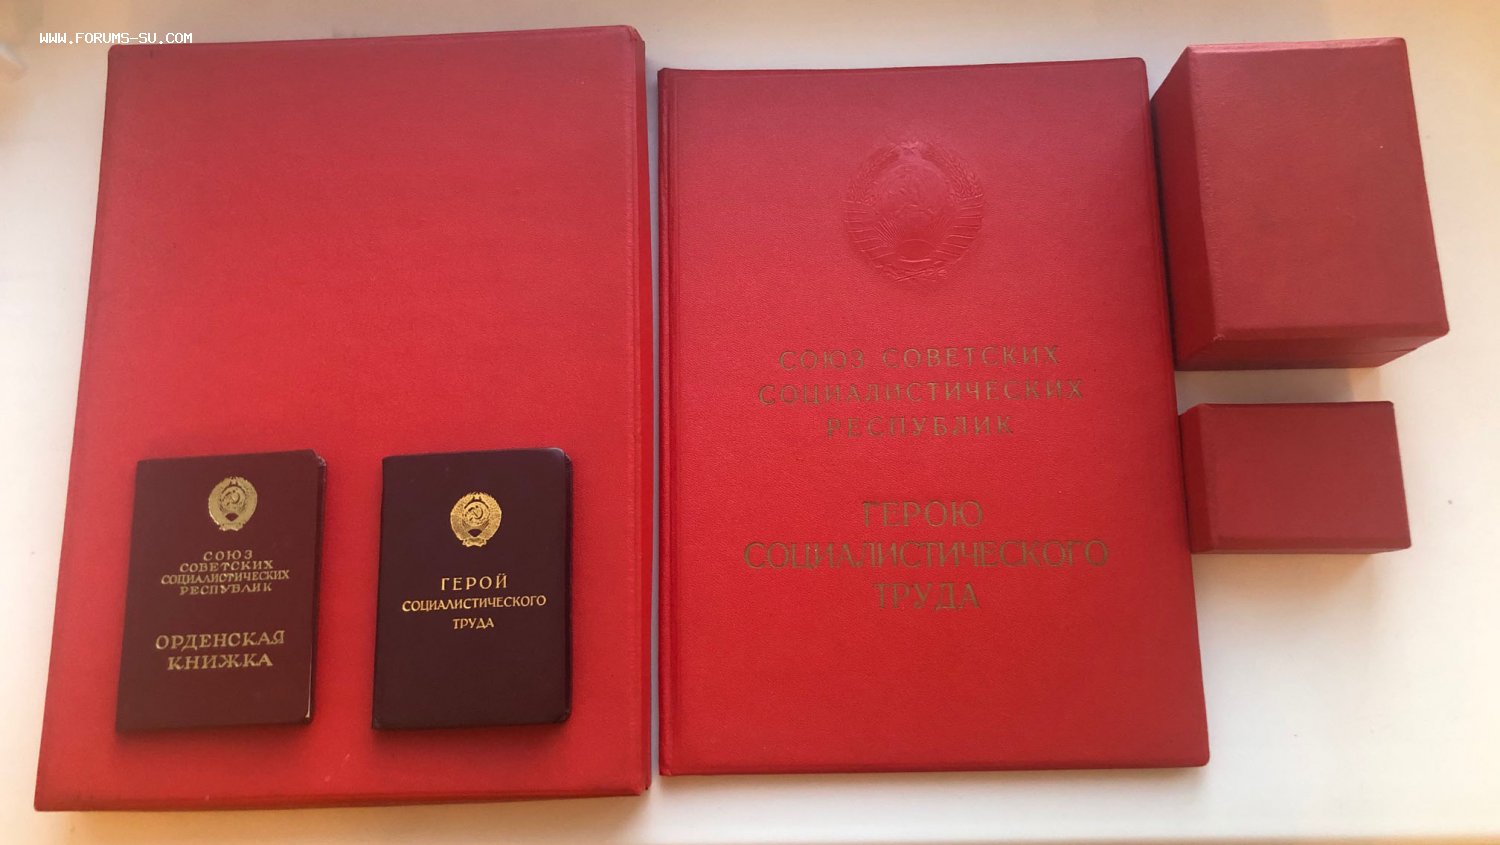 www.forums-su.com
СОЮЗ
СОВЕТСКИХ
СОЦИАЛИСТИЧЕСКИХ
РЕСПУБЛИК
ОРДЕНСКАЯ
КНИЖКА
ГЕРОЙ
СОЦИАЛИСТИЧЕСКОГО
ТРУДА
СОЮЗ СОВЕТСКИХ
СОЦИАЛИСТИЧЕСКИХ
РЕСПУБЛИК
ГЕРОЮ
СОЦИАЛИСТИЧЕСКОГО
ТРУДА